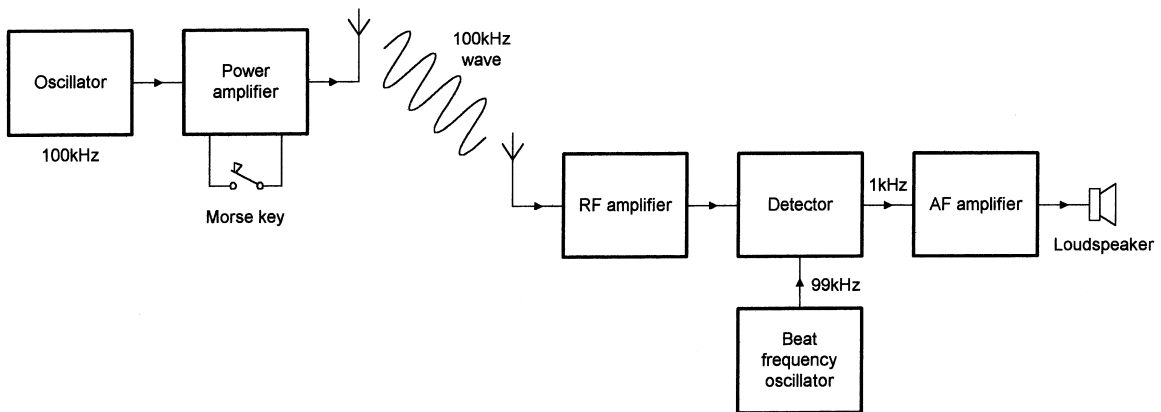 Oscillator
100kHz
Power
amplifier
Morse key
100kHz
wave
RF amplifier
Detector
1kHz
AF amplifier
Loudspeaker
99kHz
Beat
frequency
oscillator